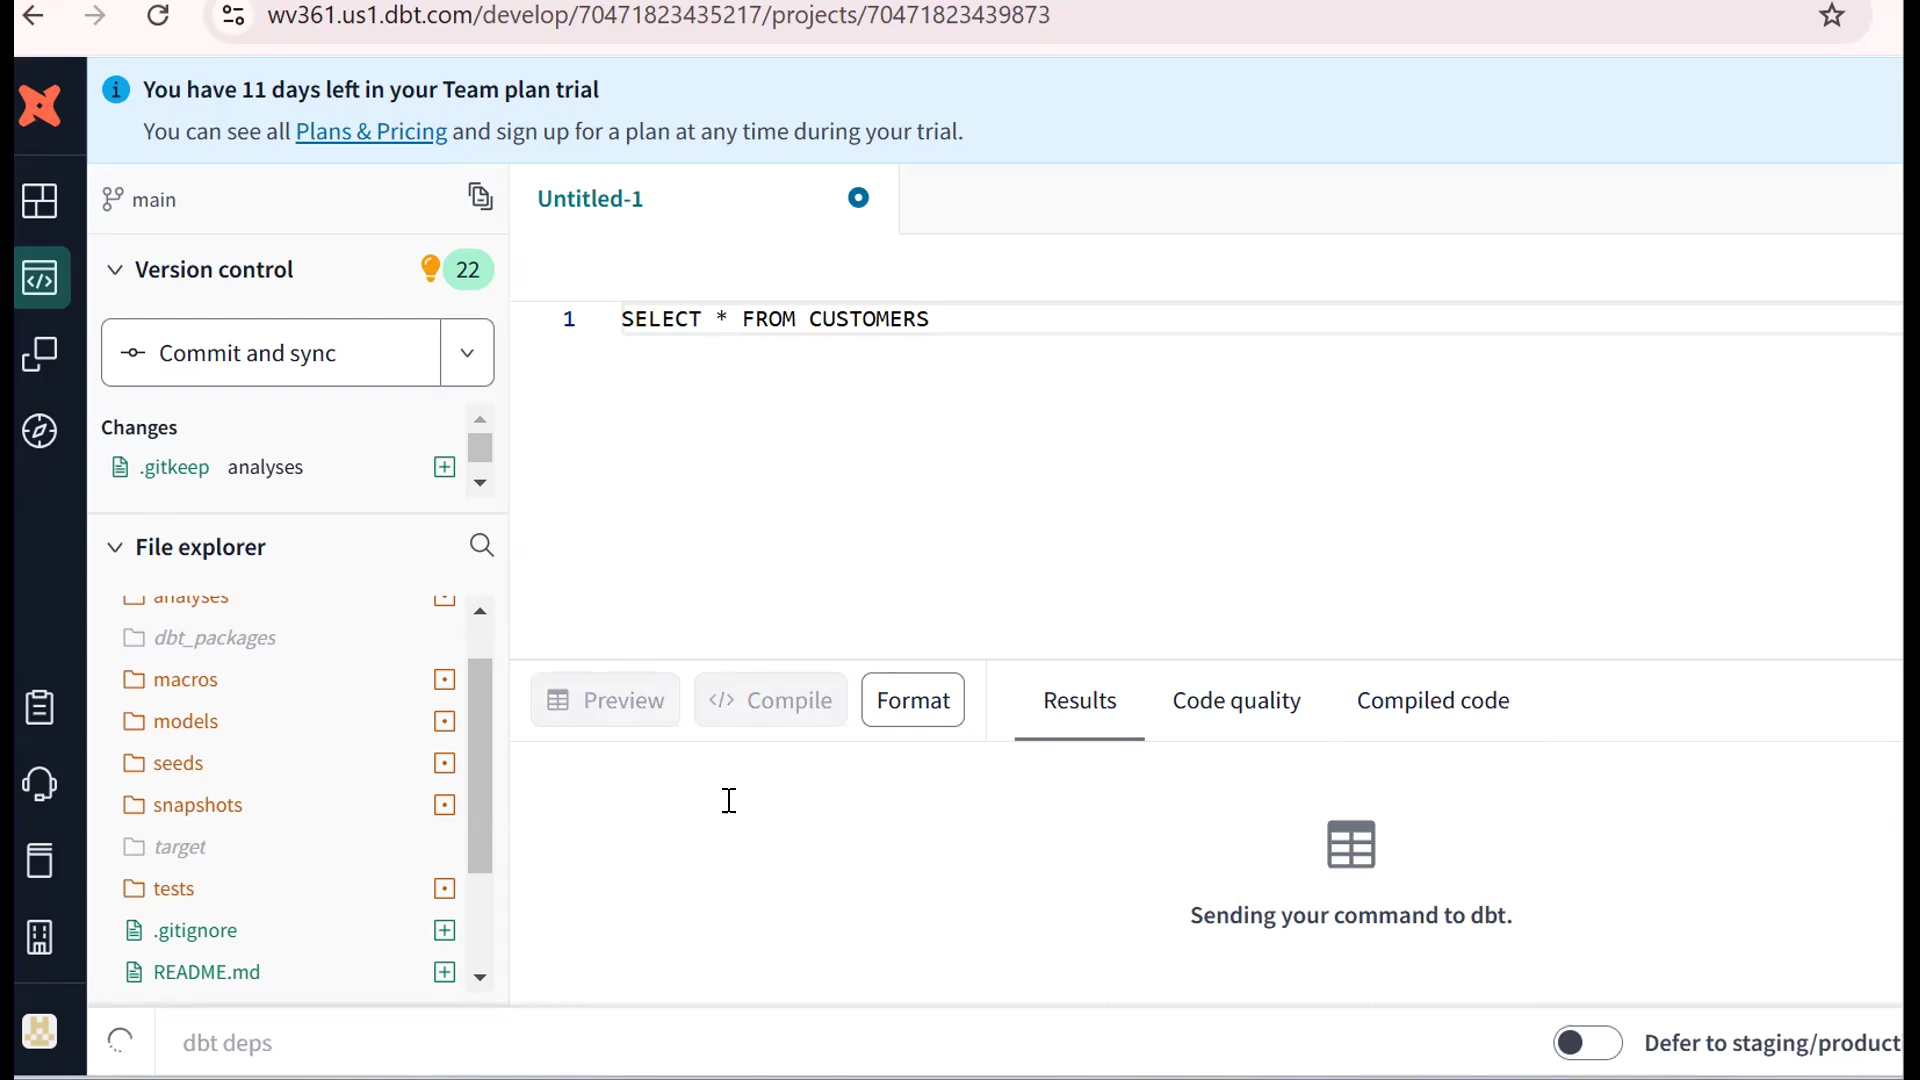 wv361.us1.dbt.com/develop/70471823435217/projects/70471823439873
You have 11 days left in your Team plan trial
You can see all Plans & Pricing and sign up for a plan at any time during your trial.
main
Untitled-1
Version control
22
1 SELECT * FROM CUSTOMERS
Commit and sync
Changes
.gitkeep analyses
File explorer
analyses
dbt_packages
macros
models
seeds
snapshots
target
tests
.gitignore
README.md
Preview
</> Compile
Format
Results
Code quality
Compiled code
Sending your command to dbt.
dbt deps
Defer to staging/product